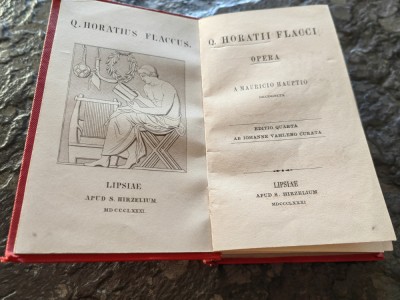 Q. HORATIUS FLACCUS.
LIPSIAE
APUD S. HIRZELIUM
MDCCCLXXXI.
Q. HORATII FLACCI
OPERA
A MAURICIO HAUPTIO
RECOGNITA
EDITIO QUARTA
AB IOHANNE VAHLENO CURATA
LIPSIAE
APUD S. HIRZELIUM
MDCCCLXXXI.